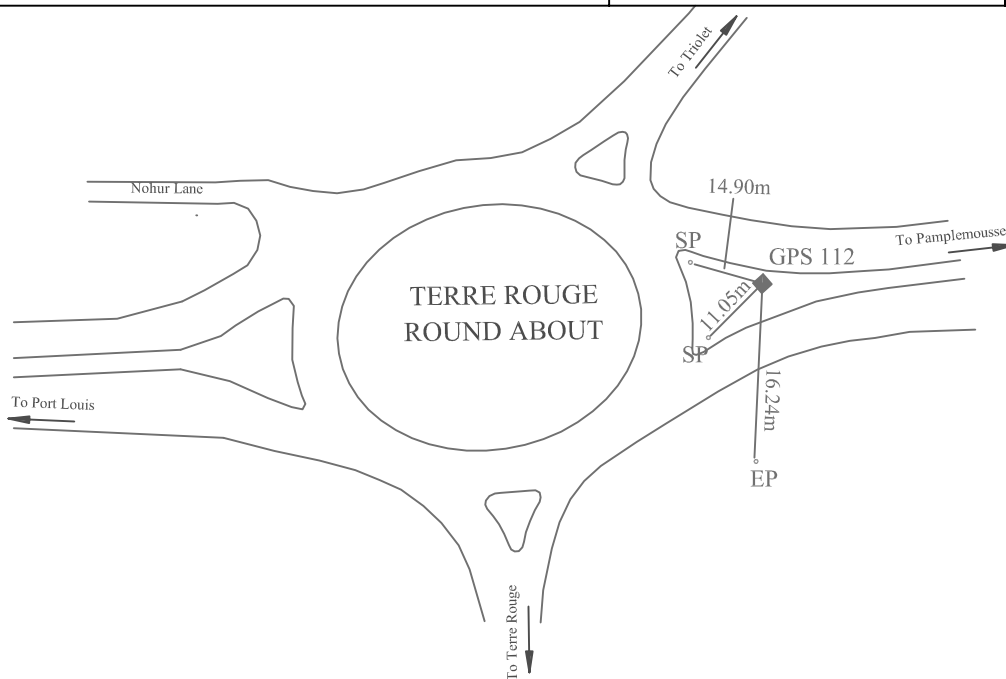 To Triolet
14.90m
Nohur Lane
SP
GPS 112
To Pamplemousse
TERRE ROUGE
ROUND ABOUT
11.05m
SP
16.24m
To Port Louis
EP
To Terre Rouge